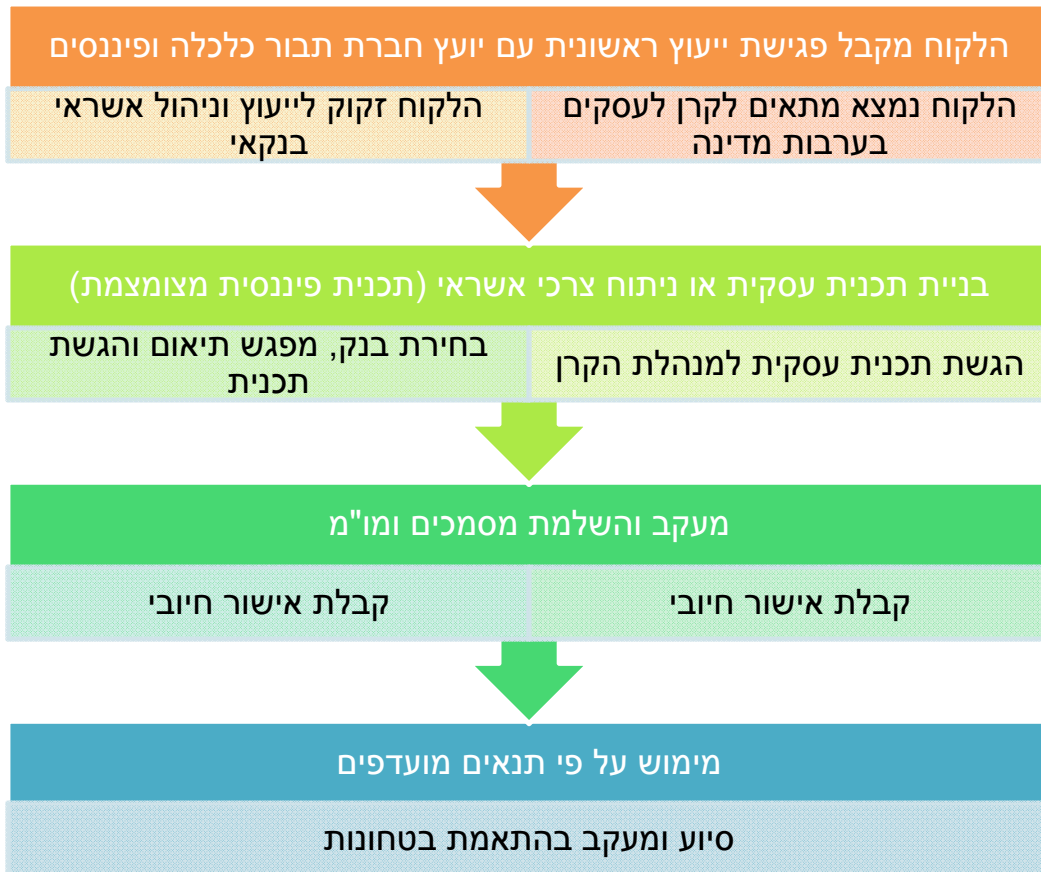 הלקוח מקבל פגישת ייעוץ ראשונית עם יועץ חברת תבור כלכלה ופיננסים
הלקוח נמצא מתאים לקרן לעסקים
בערבות מדינה
הלקוח זקוק לייעוץ וניהול אשראי
בנקאי
בניית תכנית עסקית או ניתוח צרכי אשראי (תכנית פיננסית מצומצמת)
הגשת תכנית עסקית למנהלת הקרן
בחירת בנק, מפגש תיאום והגשת
תכנית
מעקב והשלמת מסמכים ומו"מ
קבלת אישור חיובי
קבלת אישור חיובי
מימוש על פי תנאים מועדפים
סיוע ומעקב בהתאמת בטחונות